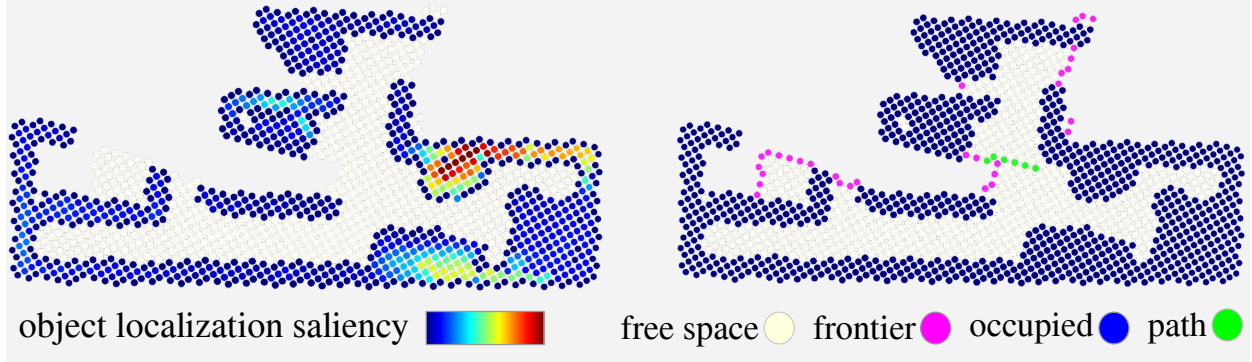 object localization saliency
free space frontier occupied path